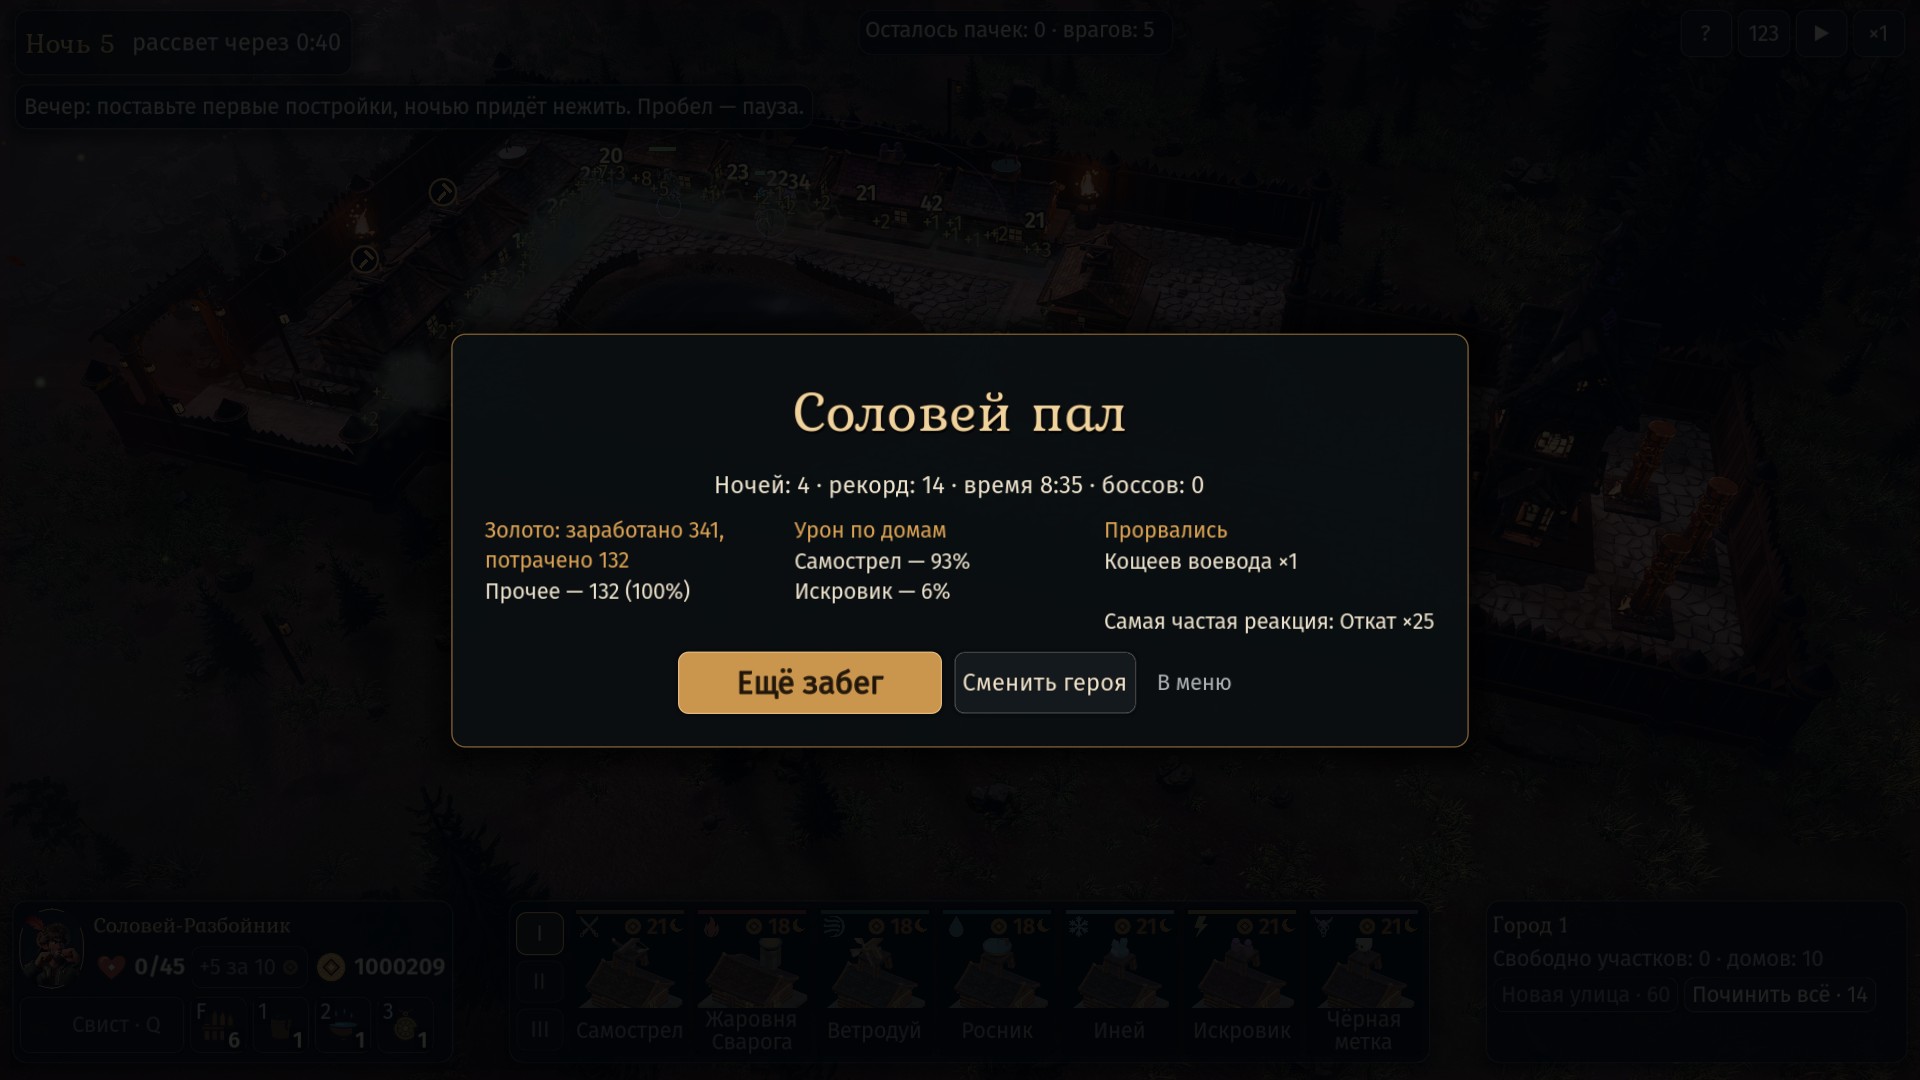 Ночь 5 рассвет через 0:40
Осталось пачек: 0 · врагов: 5
? 123 ×1
Вечер: поставьте первые постройки, ночью придёт нежить. Пробел — пауза.
20
23
21
42
21
Соловей пал
Ночей: 4 · рекорд: 14 · время 8:35 · боссов: 0
Золото: заработано 341,
потрачено 132
Прочее — 132 (100%)
Урон по домам
Самострел — 93%
Искровик — 6%
Прорвались
Кощеев воевода ×1
Самая частая реакция: Откат ×25
Ещё забег
Сменить героя
В меню
Соловей-Разбойник
0/45
+5 за 10
1000209
Свист · Q
F 6
1 1
2 1
3 1
I
II
III
21
Самострел
18
Жаровня
Сварога
18
Ветродуй
18
Росник
21
Иней
21
Искровик
21
Чёрная
метка
Город 1
Свободно участков: 0 · домов: 10
Новая улица · 60
Починить всё · 14